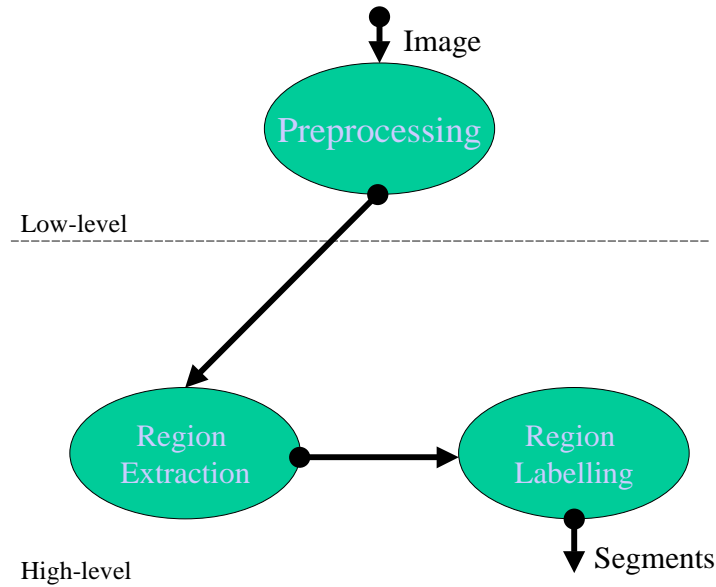 Image
Preprocessing
Low-level
Region
Extraction
Region
Labelling
Segments
High-level